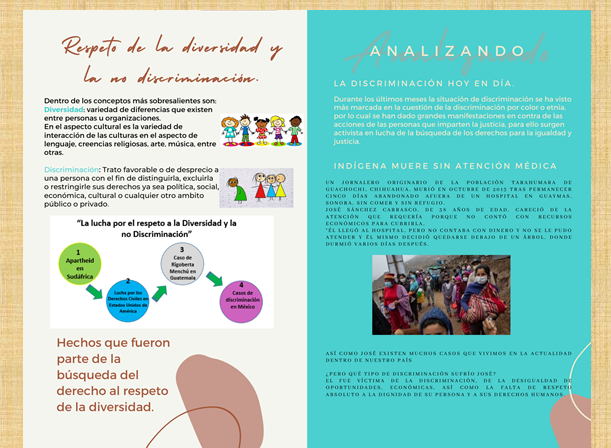 Respeto de la diversidad y
la no discriminación.
Dentro de los conceptos más sobresalientes son:
Diversidad: variedad de diferencias que existen
entre personas u organizaciones.
En el aspecto cultural es la variedad de
interacción de las culturas en el aspecto de
lenguaje, creencias religiosas, arte, música, entre
otras.
Discriminación: Trato favorable o de desprecio a
una persona con el fin de distinguirla, excluirla
o restringirle sus derechos ya sea política, social,
económica, cultural o cualquier otro ambito
público o privado.
“La lucha por el respeto a la Diversidad y la
no Discriminación”
1
Apartheid
en
Sudáfrica
2
Lucha por los
Derechos Civiles en
Estados Unidos de
América
3
Caso de
Rigoberta
Menchú en
Guatemala
4
Casos de
discriminación
en México
Hechos que fueron
parte de la
búsqueda del
derecho al respeto
de la diversidad.
ANALIZANDO
LA DISCRIMINACIÓN HOY EN DÍA.
Durante los últimos meses la situación de discriminación se ha visto
más marcada en la cuestión de la discriminación por color o etnia,
por lo cual se han dado grandes manifestaciones en contra de las
acciones de las personas que imparten la justicia, para ello surgen
activista en lucha de la búsqueda de los derechos para la igualdad y
justicia.
INDÍGENA MUERE SIN ATENCIÓN MÉDICA
UN JORNALERO ORIGINARIO DE LA POBLACIÓN TARAHUMARA DE
GUACHOCHI, CHIHUAHUA, MURIÓ EN OCTUBRE DE 2015 TRAS PERMANECER
CINCO DÍAS ABANDONADO AFUERA DE UN HOSPITAL EN GUAYMAS,
SONORA, SIN COMER Y SIN REFUGIO.
JOSÉ SÁNCHEZ CARRASCO, DE 38 AÑOS DE EDAD, CARECIÓ DE LA
ATENCIÓN QUE REQUERÍA PORQUE NO CONTÓ CON RECURSOS
ECONÓMICOS PARA CUBRIRLA.
"ÉL LLEGÓ AL HOSPITAL, PERO NO CONTABA CON DINERO Y NO SE LE PUDO
ATENDER Y ÉL MISMO DECIDIÓ QUEDARSE DEBAJO DE UN ÁRBOL, DONDE
DURMIÓ VARIOS DÍAS DESPUÉS.
ASÍ COMO JOSÉ EXISTEN MUCHOS CASOS QUE VIVIMOS EN LA ACTUALIDAD
DENTRO DE NUESTRO PAÍS
¿PERO QUÉ TIPO DE DISCRIMINACIÓN SUFRIÓ JOSÉ?
EL FUE VÍCTIMA DE LA DISCRIMINACIÓN, DE LA DESIGUALDAD DE
OPORTUNIDADES, ECONÓMICAS, ASÍ COMO LA FALTA DE RESPETO
ABSOLUTO A LA DIGNIDAD DE SU PERSONA Y A SUS DERECHOS HUMANOS.